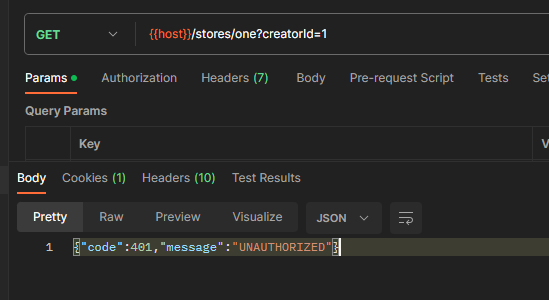 GET {{host}}/stores/one?creatorId=1
Params Authorization Headers (7) Body Pre-request Script Tests Set
Query Params
Key V
Body Cookies (1) Headers (10) Test Results
Pretty Raw Preview Visualize JSON
1 {"code":401,"message":"UNAUTHORIZED"}